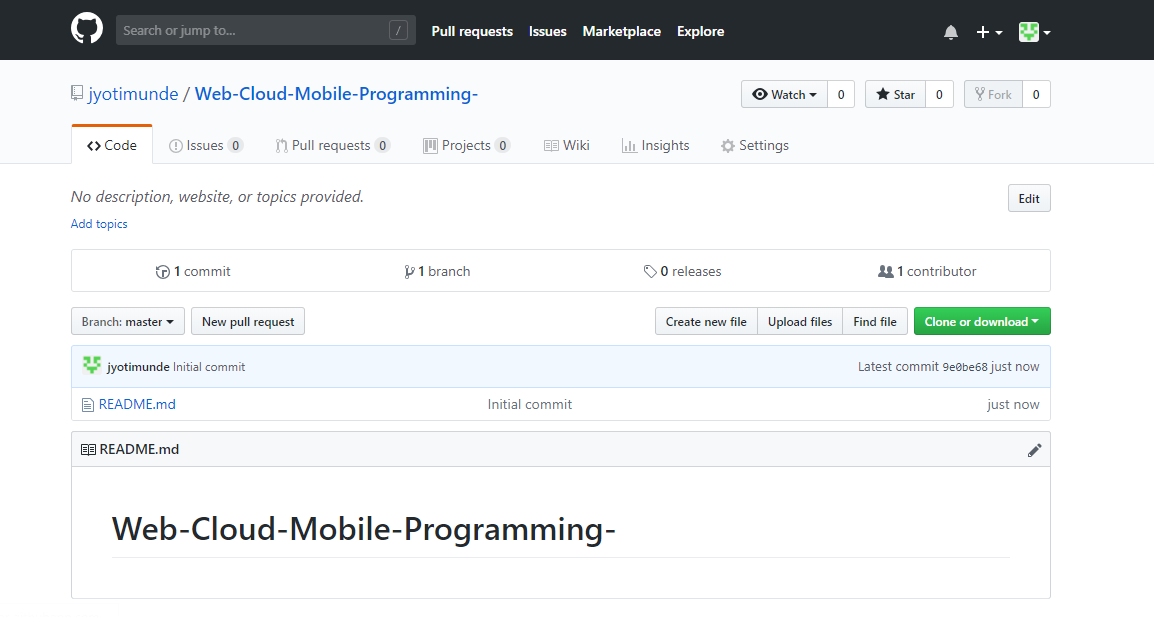 Search or jump to... / Pull requests Issues Marketplace Explore
jyotimunde / Web-Cloud-Mobile-Programming- Watch 0 Star 0 Fork 0
Code Issues 0 Pull requests 0 Projects 0 Wiki Insights Settings
No description, website, or topics provided. Edit
Add topics
1 commit 1 branch 0 releases 1 contributor
Branch: master New pull request Create new file Upload files Find file Clone or download
jyotimunde Initial commit Latest commit 9e0be68 just now
README.md Initial commit just now
README.md
Web-Cloud-Mobile-Programming-